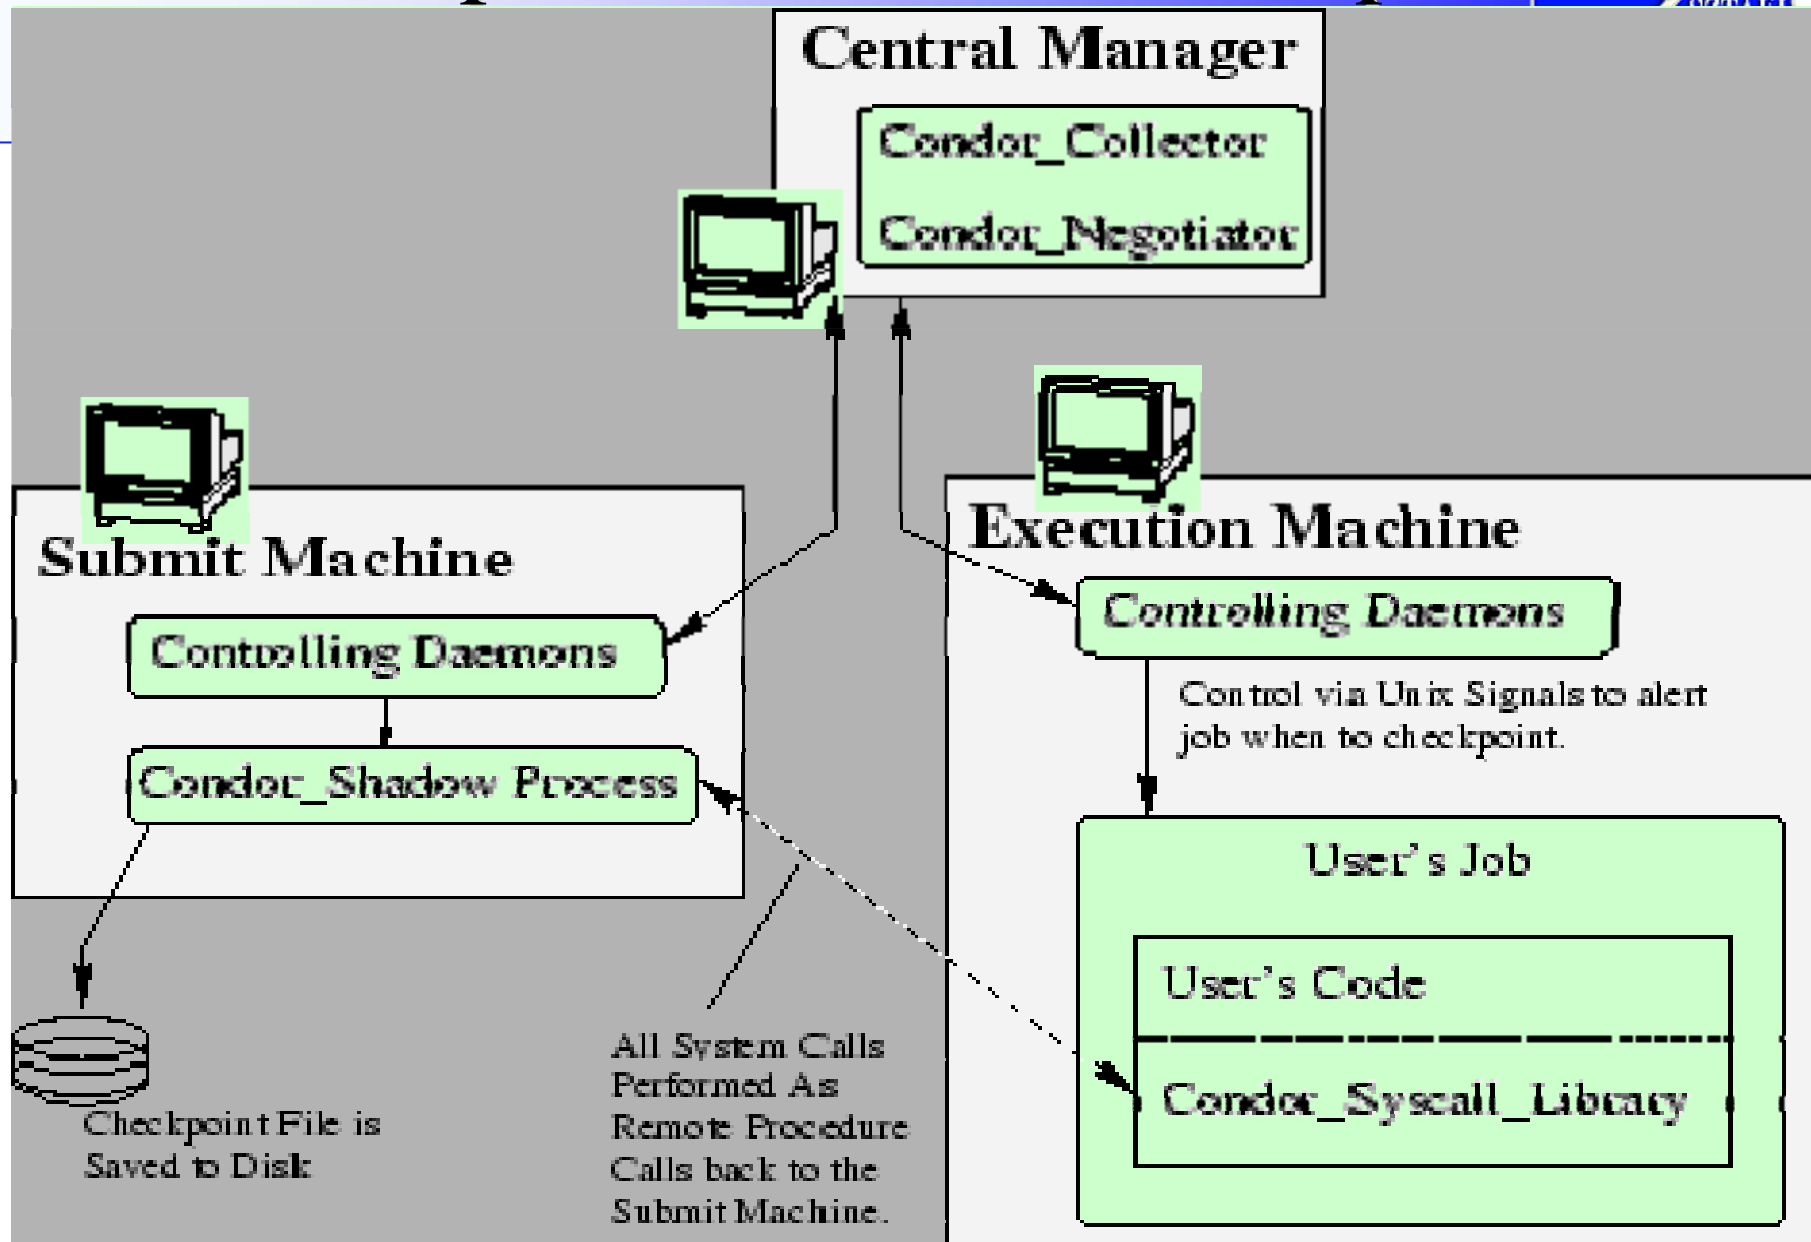 Central Manager
Condor_Collector
Condor_Negotiator
Submit Machine
Controlling Daemons
Condor_Shadow Process
Checkpoint File is
Saved to Disk
All System Calls
Performed As
Remote Procedure
Calls back to the
Submit Machine.
Execution Machine
Controlling Daemons
Control via Unix Signals to alert
job when to checkpoint.
User's Job
User's Code
Condor_Syscall_Library